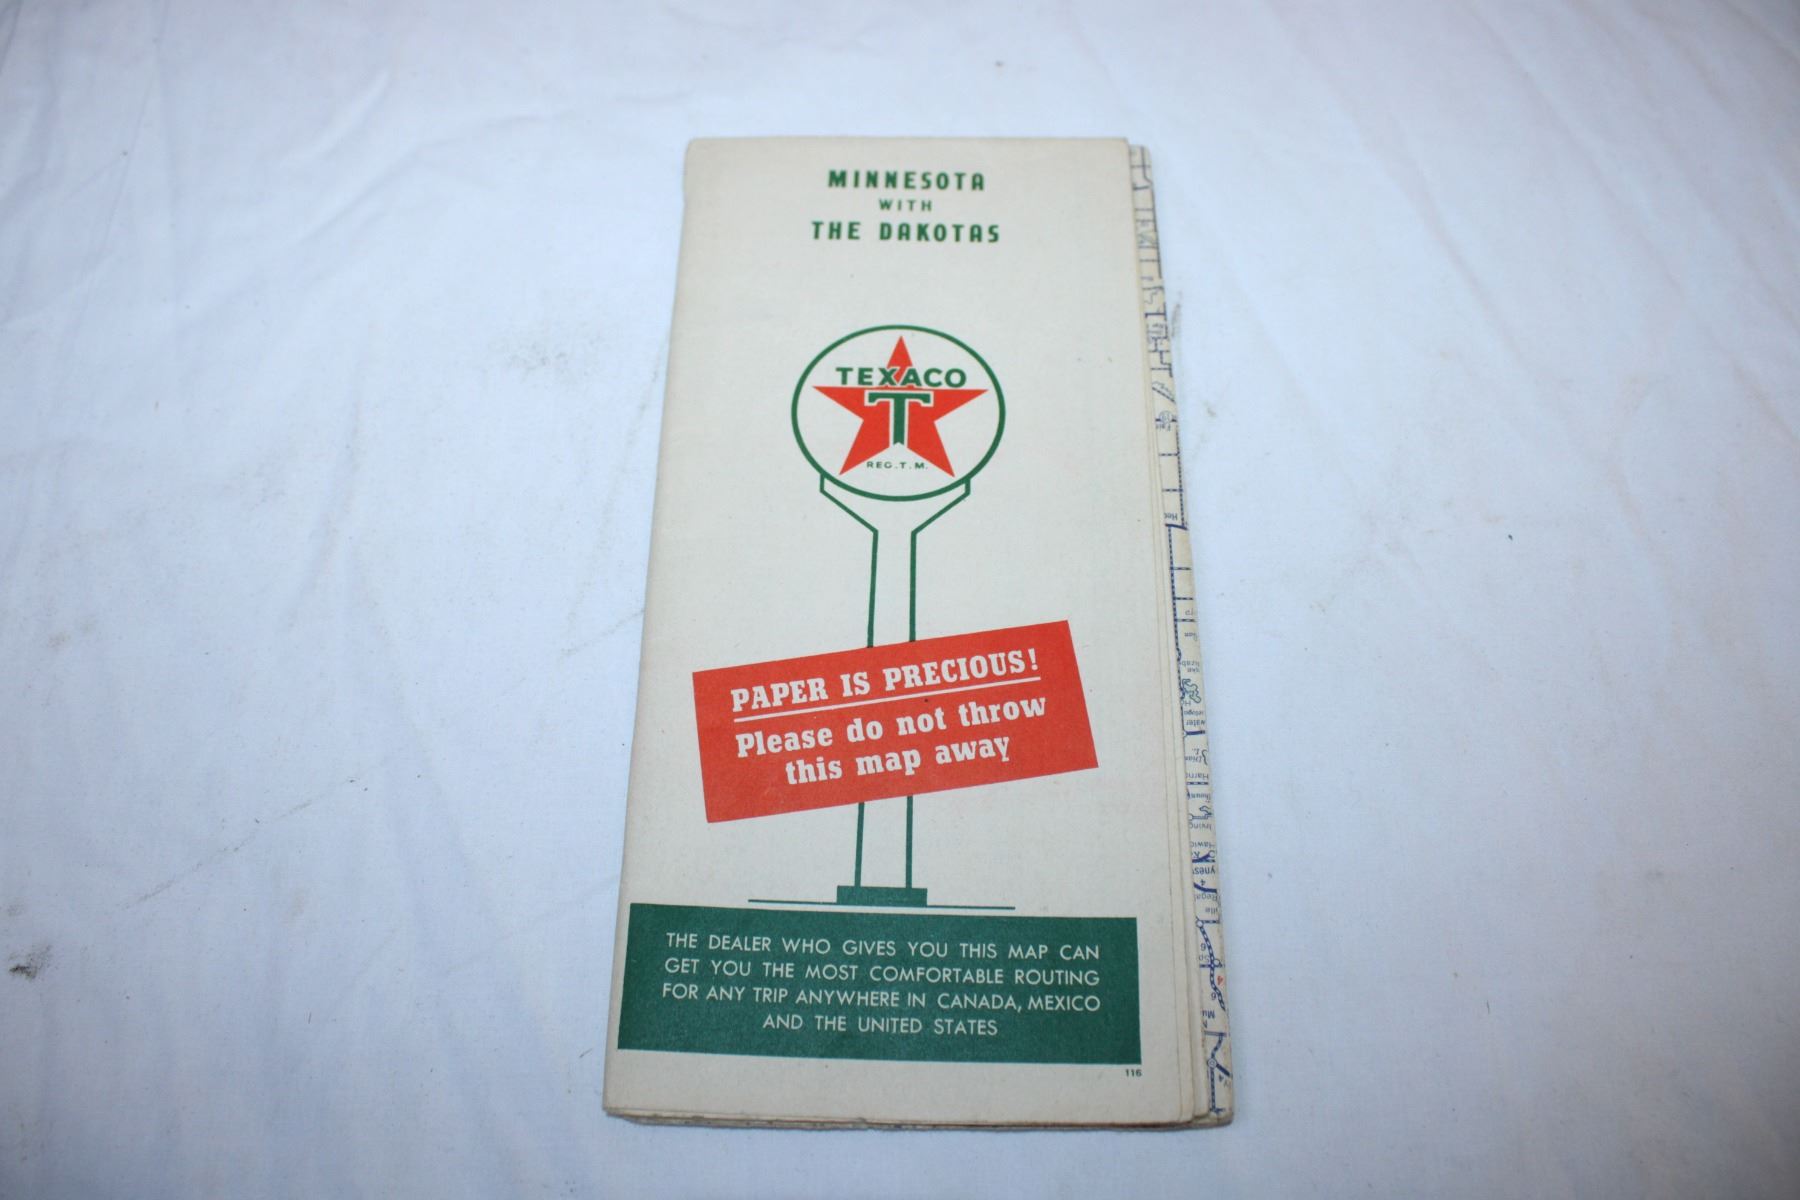 MINNESOTA
WITH
THE DAKOTAS
TEXACO
T
REG. T. M.
PAPER IS PRECIOUS!
Please do not throw
this map away
THE DEALER WHO GIVES YOU THIS MAP CAN
GET YOU THE MOST COMFORTABLE ROUTING
FOR ANY TRIP ANYWHERE IN CANADA, MEXICO
AND THE UNITED STATES
116